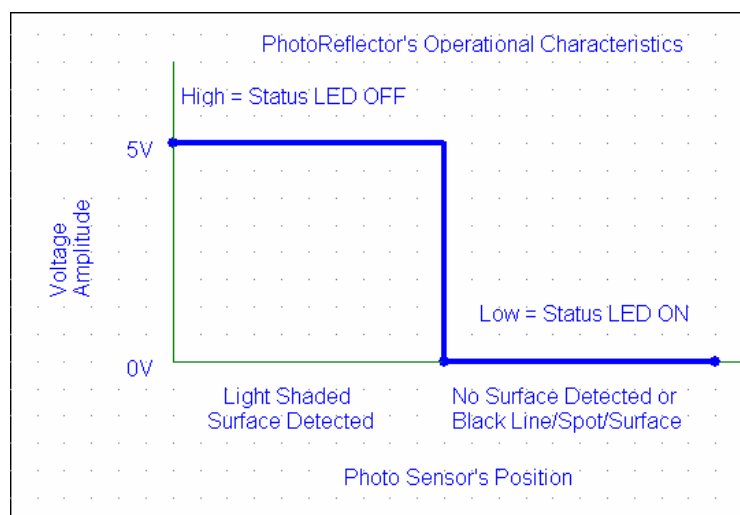 PhotoReflector's Operational Characteristics
High = Status LED OFF
5V
Voltage
Amplitude
Low = Status LED ON
0V
Light Shaded
Surface Detected
No Surface Detected or
Black Line/Spot/Surface
Photo Sensor's Position